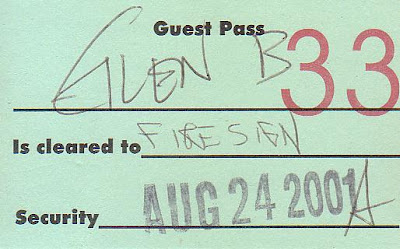 Guest Pass
GLEN B 33
Is cleared to FIRESIGN
Security AUG 24 2001